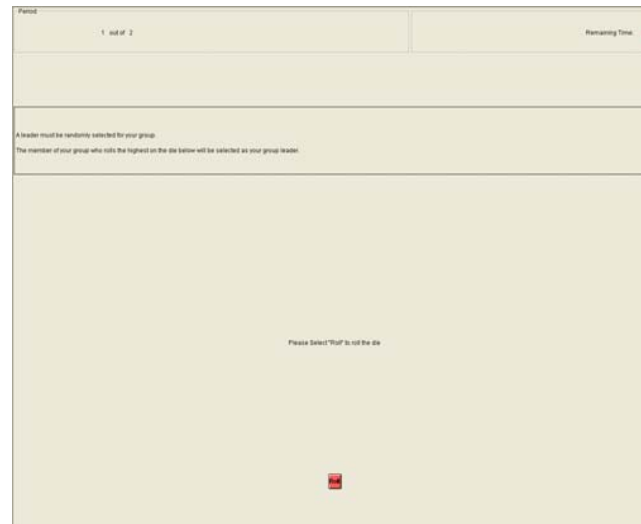 Period
1 out of 2
Remaining Time:
A leader must be randomly selected for your group.
The member of your group who rolls the highest on the die below will be selected as your group leader.
Please Select "Roll" to roll the die
Roll